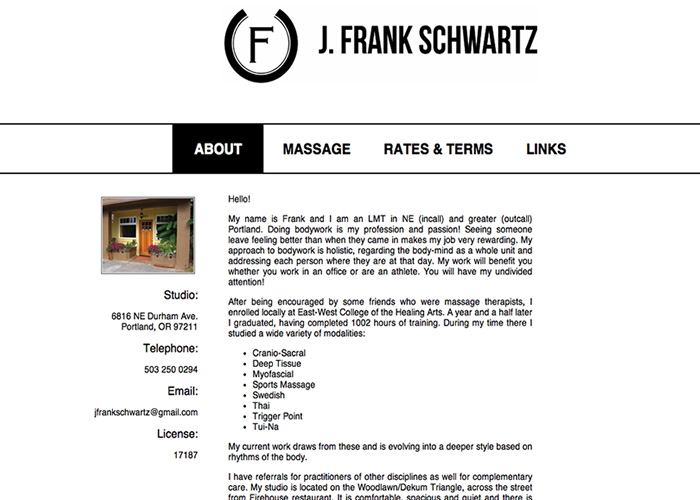 F
J. FRANK SCHWARTZ
ABOUT
MASSAGE
RATES & TERMS
LINKS
Studio:
6816 NE Durham Ave.
Portland, OR 97211
Telephone:
503 250 0294
Email:
jfrankschwartz@gmail.com
License:
17187
Hello!
My name is Frank and I am an LMT in NE (incall) and greater (outcall)
Portland. Doing bodywork is my profession and passion! Seeing someone
leave feeling better than when they came in makes my job very rewarding. My
approach to bodywork is holistic, regarding the body-mind as a whole unit and
addressing each person where they are at that day. My work will benefit you
whether you work in an office or are an athlete. You will have my undivided
attention!
After being encouraged by some friends who were massage therapists, I
enrolled locally at East-West College of the Healing Arts. A year and a half later
I graduated, having completed 1002 hours of training. During my time there I
studied a wide variety of modalities:
• Cranio-Sacral
• Deep Tissue
• Myofascial
• Sports Massage
• Swedish
• Thai
• Trigger Point
• Tui-Na
My current work draws from these and is evolving into a deeper style based on
rhythms of the body.
I have referrals for practitioners of other disciplines as well for complementary
care. My studio is located on the Woodlawn/Dekum Triangle, across the street
from Firehouse restaurant. It is comfortable, spacious and quiet and there is